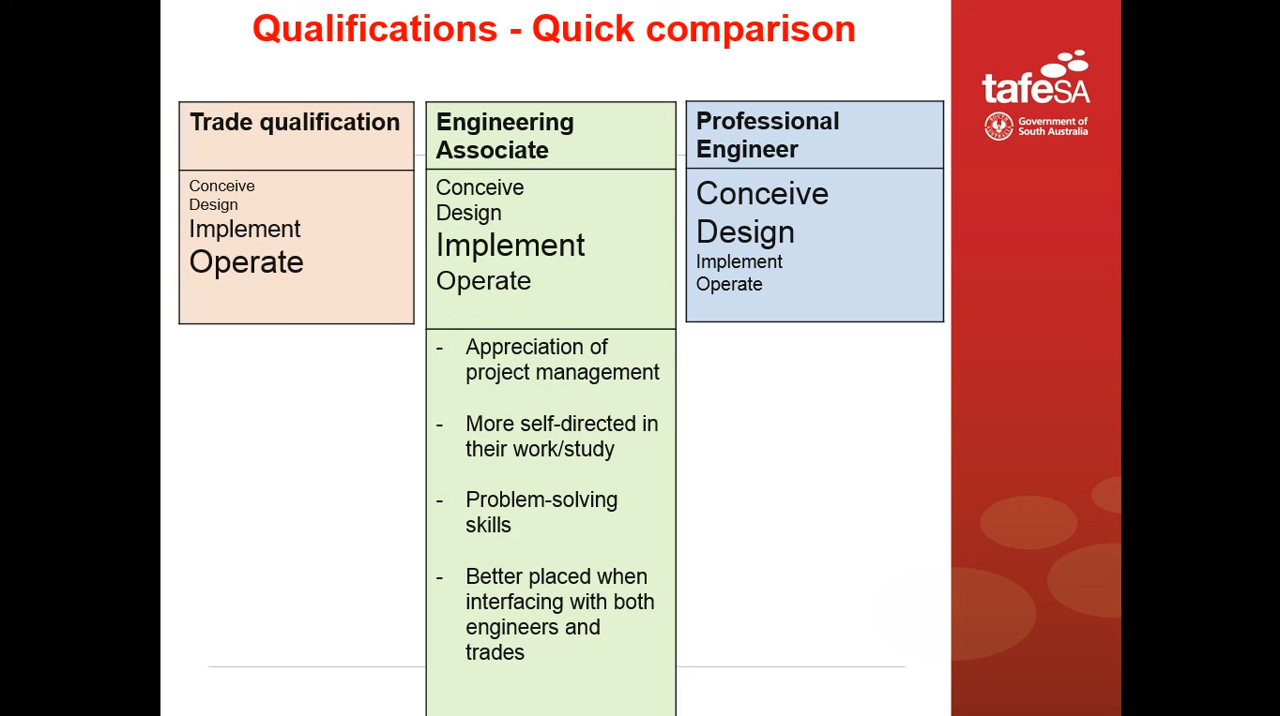 Qualifications - Quick comparison
tafeSA
Government of
South Australia
Trade qualification
Conceive
Design
Implement
Operate
Engineering
Associate
Conceive
Design
Implement
Operate
- Appreciation of
project management
- More self-directed in
their work/study
- Problem-solving
skills
- Better placed when
interfacing with both
engineers and
trades
Professional
Engineer
Conceive
Design
Implement
Operate